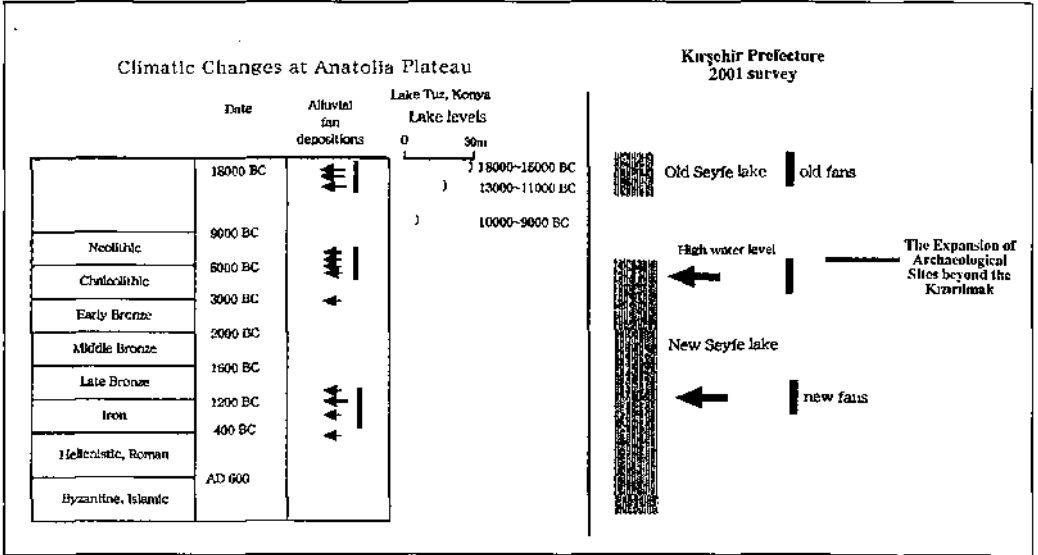 Climatic Changes at Anatolia Plateau
Date
Alluvial
fan
depositions
Lake Tuz, Konya
Lake levels
0 30m
18000 BC
9000 BC
Neolithic
5000 BC
Chalcolithic
3000 BC
Early Bronze
2000 BC
Middle Bronze
1600 BC
Late Bronze
1200 BC
Iron
400 BC
Hellenistic, Roman
AD 600
Byzantine, Islamic
18000~15000 BC
13000~11000 BC
10000~9000 BC
Kırşehir Prefecture
2001 survey
Old Seyfe lake
old fans
High water level
The Expansion of
Archaeological
Sites beyond the
Kızırılmak
New Seyfe lake
new fans